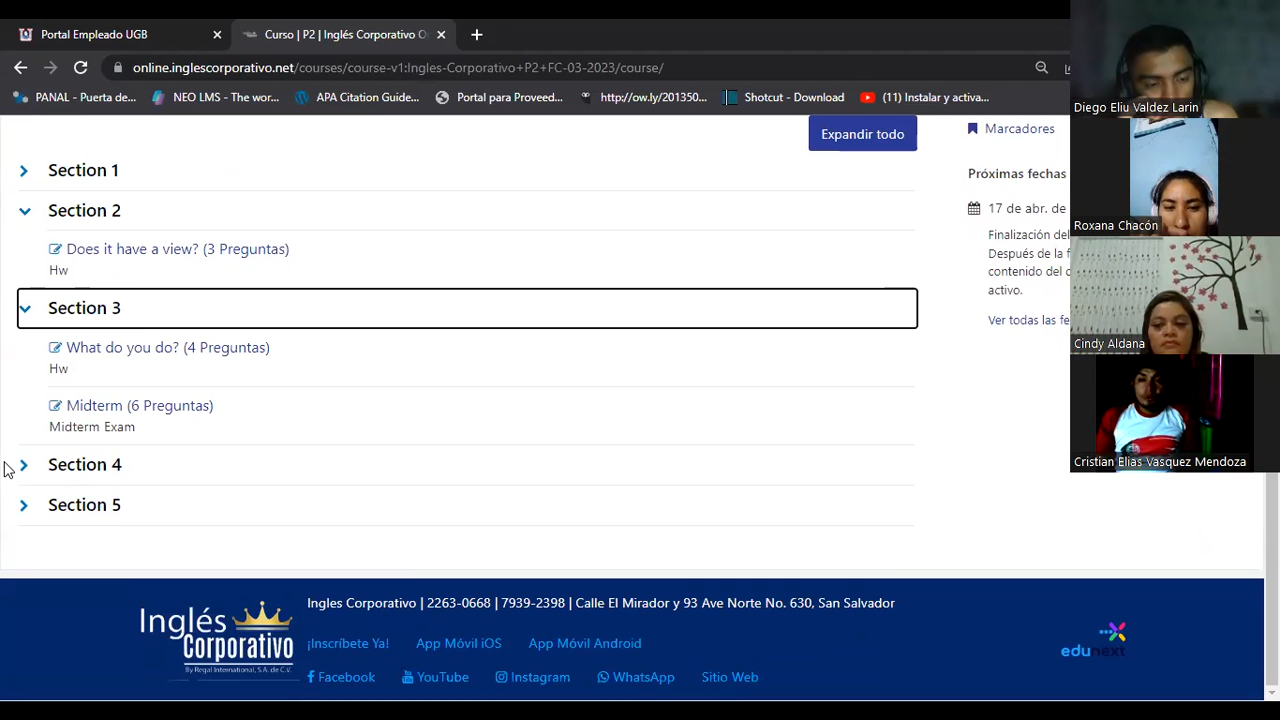 Portal Empleado UGB
Curso | P2 | Inglés Corporativo O
online.inglescorporativo.net/courses/course-v1:Ingles-Corporativo+P2+FC-03-2023/course/
PANAL - Puerta de...
NEO LMS - The wor...
APA Citation Guide...
Portal para Proveed...
http://ow.ly/201350...
Shotcut - Download
(11) Instalar y activa...
Expandir todo
Marcadores
Section 1
Próximas fechas
Section 2
17 de abr. de
Does it have a view? (3 Preguntas)
Hw
Finalización del
Después de la f
contenido del c
activo.
Section 3
Ver todas las fe
What do you do? (4 Preguntas)
Hw
Midterm (6 Preguntas)
Midterm Exam
Section 4
Section 5
Inglés
Corporativo
By Regal International, S.A. de C.V.
Ingles Corporativo | 2263-0668 | 7939-2398 | Calle El Mirador y 93 Ave Norte No. 630, San Salvador
¡Inscríbete Ya!
App Móvil iOS
App Móvil Android
Facebook
YouTube
Instagram
WhatsApp
Sitio Web
edunext
Diego Eliu Valdez Larin
Roxana Chacón
Cindy Aldana
Cristian Elias Vasquez Mendoza